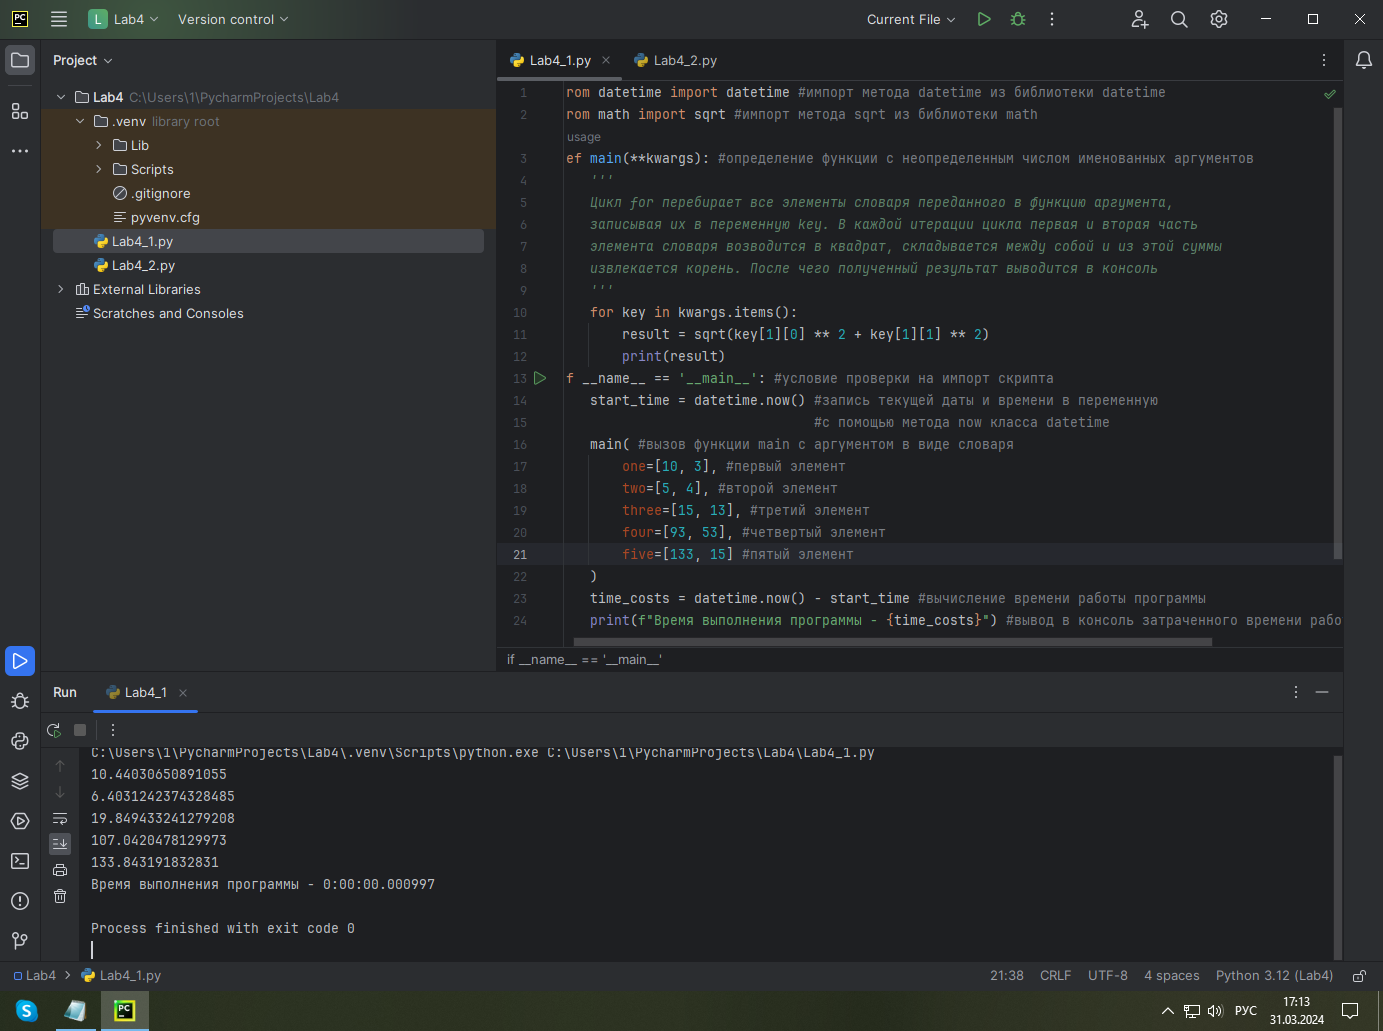 PC L Lab4 Version control Current File
Project
Lab4 C:\Users\1\PycharmProjects\Lab4
.venv library root
Lib
Scripts
.gitignore
pyvenv.cfg
Lab4_1.py
Lab4_2.py
External Libraries
Scratches and Consoles
Lab4_1.py Lab4_2.py
1 rom datetime import datetime #импорт метода datetime из библиотеки datetime
2 rom math import sqrt #импорт метода sqrt из библиотеки math
usage
3 ef main(**kwargs): #определение функции с неопределенным числом именованных аргументов
4 '''
5 Цикл for перебирает все элементы словаря переданного в функцию аргумента,
6 записывая их в переменную key. В каждой итерации цикла первая и вторая часть
7 элемента словаря возводится в квадрат, складывается между собой и из этой суммы
8 извлекается корень. После чего полученный результат выводится в консоль
9 '''
10 for key in kwargs.items():
11 result = sqrt(key[1][0] ** 2 + key[1][1] ** 2)
12 print(result)
13 f __name__ == '__main__': #условие проверки на импорт скрипта
14 start_time = datetime.now() #запись текущей даты и времени в переменную
15 #с помощью метода now класса datetime
16 main( #вызов функции main с аргументом в виде словаря
17 one=[10, 3], #первый элемент
18 two=[5, 4], #второй элемент
19 three=[15, 13], #третий элемент
20 four=[93, 53], #четвертый элемент
21 five=[133, 15] #пятый элемент
22 )
23 time_costs = datetime.now() - start_time #вычисление времени работы программы
24 print(f"Время выполнения программы - {time_costs}") #вывод в консоль затраченного времени рабо
if __name__ == '__main__'
Run Lab4_1
C:\Users\1\PycharmProjects\Lab4\.venv\Scripts\python.exe C:\Users\1\PycharmProjects\Lab4\Lab4_1.py
10.44030650891055
6.4031242374328485
19.849433241279208
107.0420478129973
133.843191832831
Время выполнения программы - 0:00:00.000997
Process finished with exit code 0
Lab4 Lab4_1.py 21:38 CRLF UTF-8 4 spaces Python 3.12 (Lab4)
S PC РУС 17:13
31.03.2024